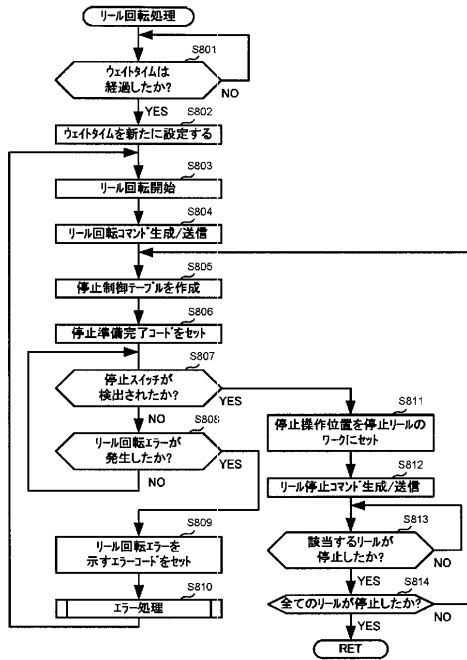 リール回転処理
S801
ウェイトタイムは
経過したか?
NO
YES
S802
ウェイトタイムを新たに設定する
S803
リール回転開始
S804
リール回転コマンド生成/送信
S805
停止制御テーブルを作成
S806
停止準備完了コードをセット
S807
停止スイッチが
検出されたか?
YES
NO
S808
リール回転エラーが
発生したか?
YES
NO
S809
リール回転エラーを
示すエラーコードをセット
S810
エラー処理
S811
停止操作位置を停止リールの
ワークにセット
S812
リール停止コマンド生成/送信
S813
該当するリールが
停止したか?
NO
YES
S814
全てのリールが停止したか?
NO
YES
RET